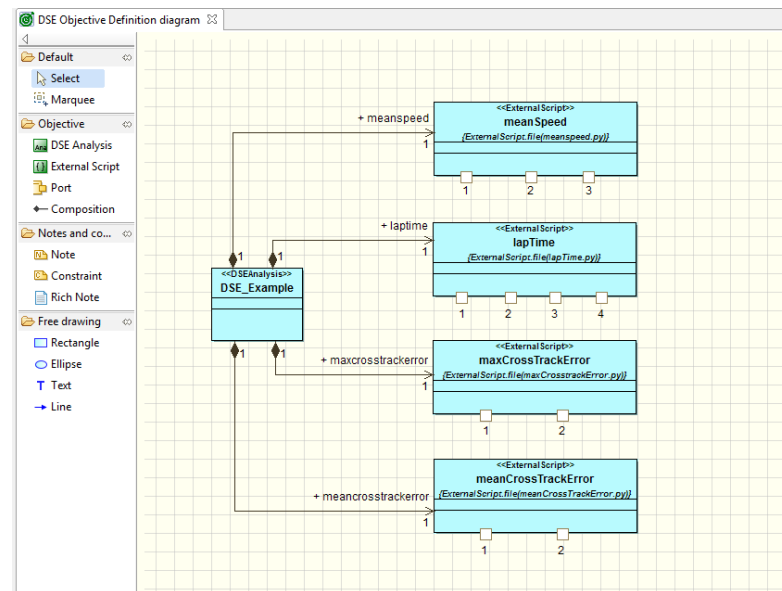 DSE Objective Definition diagram
Default
Select
Marquee
Objective
DSE Analysis
External Script
Port
Composition
Notes and co...
Note
Constraint
Rich Note
Free drawing
Rectangle
Ellipse
T Text
Line
<<DSEAnalysis>>
DSE_Example
1
1
1
1
+ meanspeed
1
<<ExternalScript>>
meanSpeed
{ExternalScript.file(meanspeed.py)}
1 2 3
+ laptime
1
<<ExternalScript>>
lapTime
{ExternalScript.file(lapTime.py)}
1 2 3 4
+ maxcrosstrackerror
1
<<ExternalScript>>
maxCrossTrackError
{ExternalScript.file(maxCrosstrackError.py)}
1 2
+ meancrosstrackerror
1
<<ExternalScript>>
meanCrossTrackError
{ExternalScript.file(meanCrossTrackError.py)}
1 2